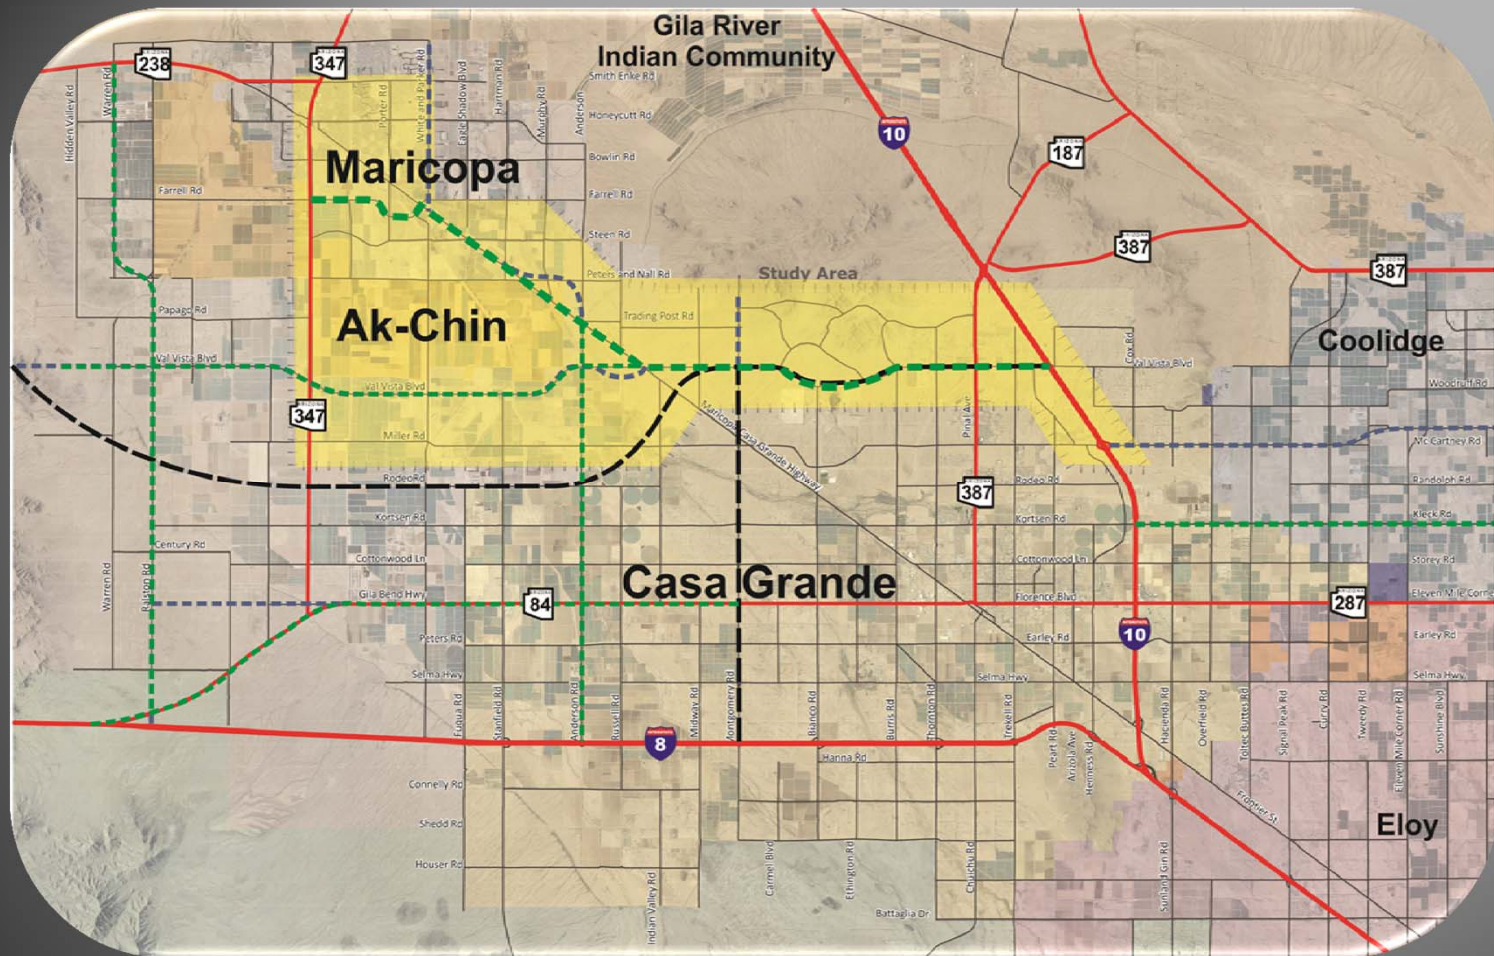 Gila River
Indian Community
238
347
10
187
387
387
Hidden Valley Rd
Warren Rd
Porter Rd
White and Parker Rd
Eagle Shadow Blvd
Hartman Rd
Murphy Rd
Anderson
Smith Enke Rd
Honeycutt Rd
Bowlin Rd
Farrell Rd
Farrell Rd
Steen Rd
Peters and Nall Rd
Study Area
Maricopa
Ak-Chin
Coolidge
Papago Rd
Trading Post Rd
Val Vista Blvd
Val Vista Blvd
Cox Rd
Val Vista Blvd
Woodruff Rd
347
Miller Rd
Maricopa Casa Grande Highway
Pinal Ave
McCartney Rd
Rodeo Rd
387
Rodeo Rd
Randolph Rd
Kortsen Rd
Kortsen Rd
Kleck Rd
Century Rd
Cottonwood Ln
Cottonwood Ln
Storey Rd
Warren Rd
Ralston Rd
Gila Bend Hwy
84
Casa Grande
Florence Blvd
287
Eleven Mile Corne
Peters Rd
Earley Rd
10
Earley Rd
Selma Hwy
Selma Hwy
Selma Hwy
Fuqua Rd
Stanfield Rd
Anderson Rd
Russell Rd
Midway Rd
Montgomery Rd
Bianco Rd
Burris Rd
Thornton Rd
Trekell Rd
Peart Rd
Arizola Ave
Henness Rd
Hacienda Rd
Overfield Rd
Toltec Buttes Rd
Signal Peak Rd
Curry Rd
Tweedy Rd
Eleven Mile Corner Rd
Sunshine Blvd
8
Hanna Rd
Connelly Rd
Frontier St
Shedd Rd
Eloy
Houser Rd
Indian Valley Rd
Carmel Blvd
Ethington Rd
Chuichu Rd
Sunland Gin Rd
Battaglia Dr